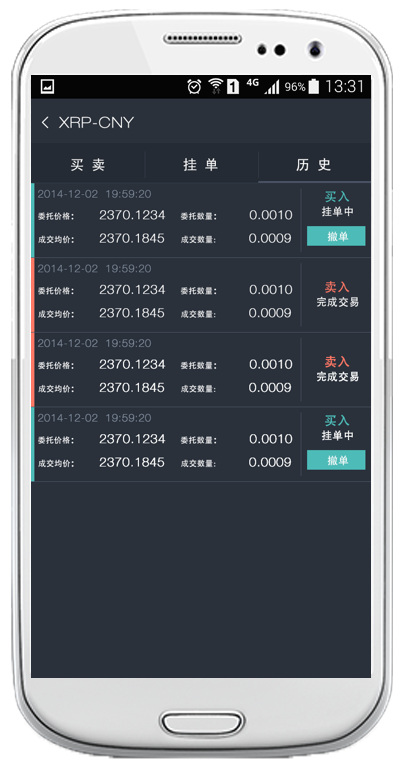 4G 96% 13:31
XRP-CNY
买 卖 挂 单 历 史
2014-12-02 19:59:20
买入
委托价格: 2370.1234 委托数量: 0.0010
挂单中
成交均价: 2370.1845 成交数量: 0.0009
撤单
2014-12-02 19:59:20
卖入
委托价格: 2370.1234 委托数量: 0.0010
完成交易
成交均价: 2370.1845 成交数量: 0.0009
2014-12-02 19:59:20
卖入
委托价格: 2370.1234 委托数量: 0.0010
完成交易
成交均价: 2370.1845 成交数量: 0.0009
2014-12-02 19:59:20
买入
委托价格: 2370.1234 委托数量: 0.0010
挂单中
成交均价: 2370.1845 成交数量: 0.0009
撤单